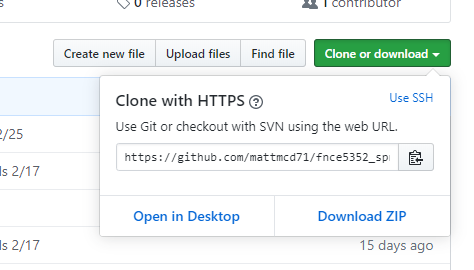 0 releases
1 contributor
Create new file
Upload files
Find file
Clone or download
Clone with HTTPS
Use SSH
Use Git or checkout with SVN using the web URL.
2/25
https://github.com/mattmcd71/fnce5352_sp
ls 2/17
Open in Desktop
Download ZIP
ls 2/17
15 days ago